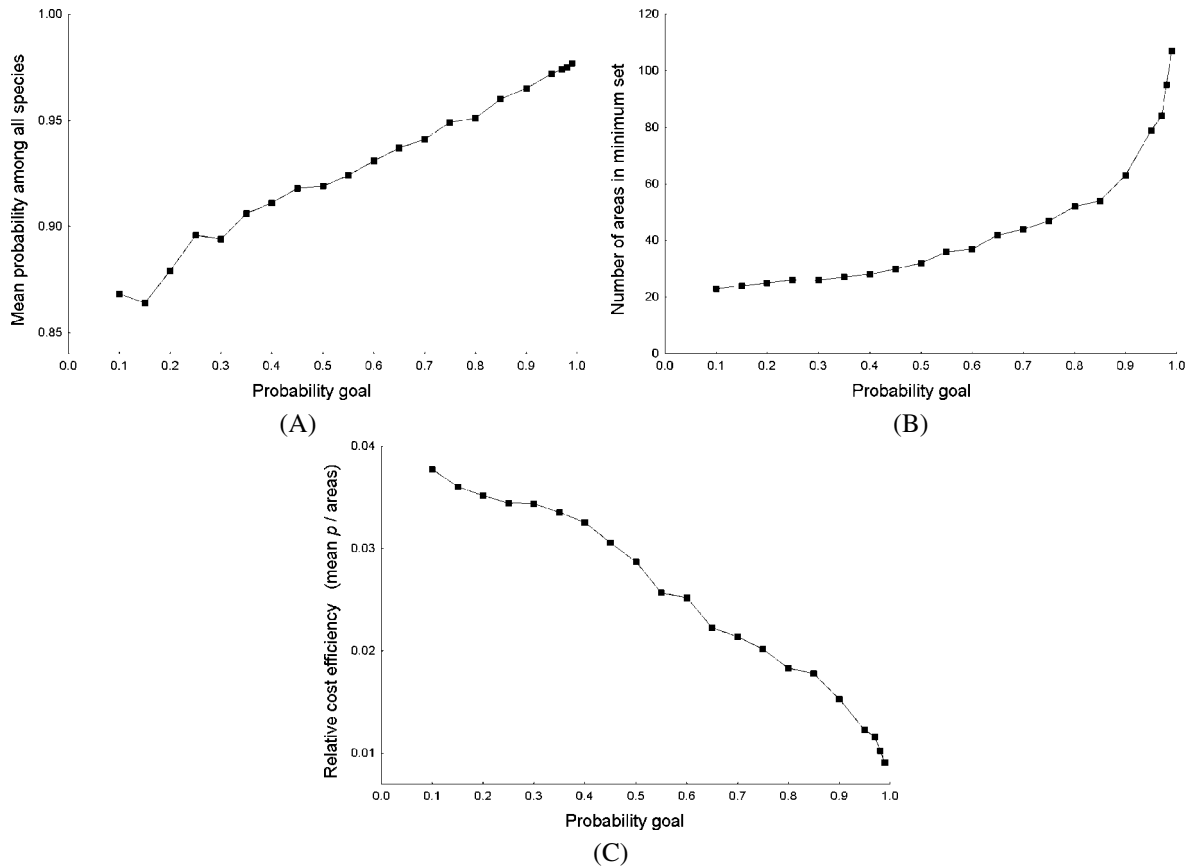 1.00
0.95
0.90
0.85
Mean probability among all species
0.0 0.1 0.2 0.3 0.4 0.5 0.6 0.7 0.8 0.9 1.0
Probability goal
(A)
120
100
80
60
40
20
0
Number of areas in minimum set
0.0 0.1 0.2 0.3 0.4 0.5 0.6 0.7 0.8 0.9 1.0
Probability goal
(B)
0.04
0.03
0.02
0.01
Relative cost efficiency (mean p / areas)
0.0 0.1 0.2 0.3 0.4 0.5 0.6 0.7 0.8 0.9 1.0
Probability goal
(C)